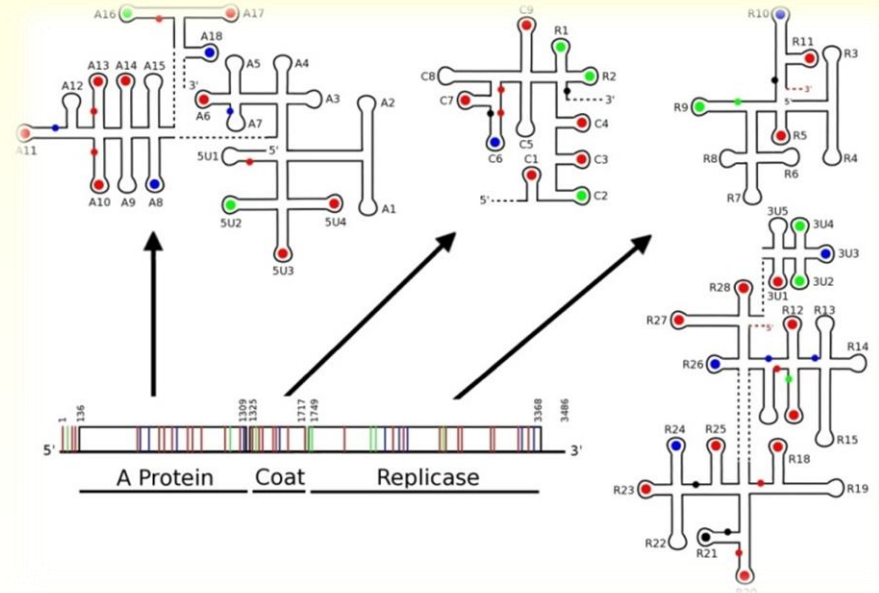 A16
A17
A18
A13
A14
A15
A12
3'
A11
A10
A9
A8
A5
A4
A6
A3
A7
A2
5U1
5'
5U2
5U4
A1
5U3
C9
R1
C8
R2
C7
3'
C6
C5
C4
C1
C3
C2
5'
R10
R11
R3
3'
R9
5'
R5
R8
R6
R4
R7
3U5
3U4
3U3
3U1
3U2
R28
R27
5'
R12
R13
R26
R14
R15
R24
R25
R18
R23
R19
R22
R21
R20
1
136
1309
1325
1717
1749
3368
3486
5'
3'
A Protein
Coat
Replicase